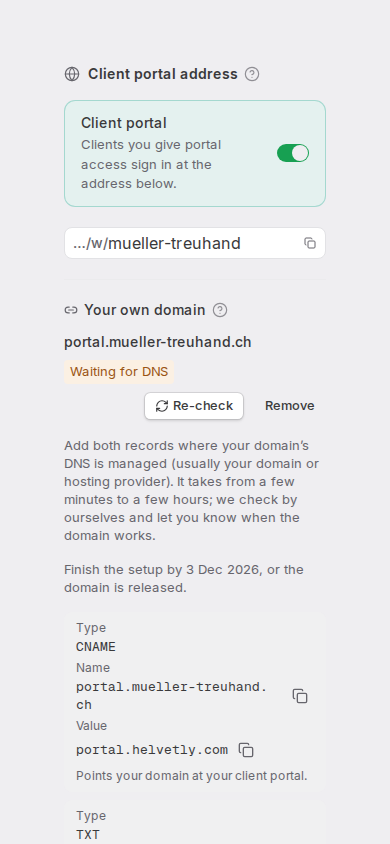 Client portal address
Client portal
Clients you give portal
access sign in at the
address below.
.../w/mueller-treuhand
Your own domain
portal.mueller-treuhand.ch
Waiting for DNS
Re-check
Remove
Add both records where your domain's
DNS is managed (usually your domain or
hosting provider). It takes from a few
minutes to a few hours; we check by
ourselves and let you know when the
domain works.
Finish the setup by 3 Dec 2026, or the
domain is released.
Type
CNAME
Name
portal.mueller-treuhand.
ch
Value
portal.helvetly.com
Points your domain at your client portal.
Type
TXT